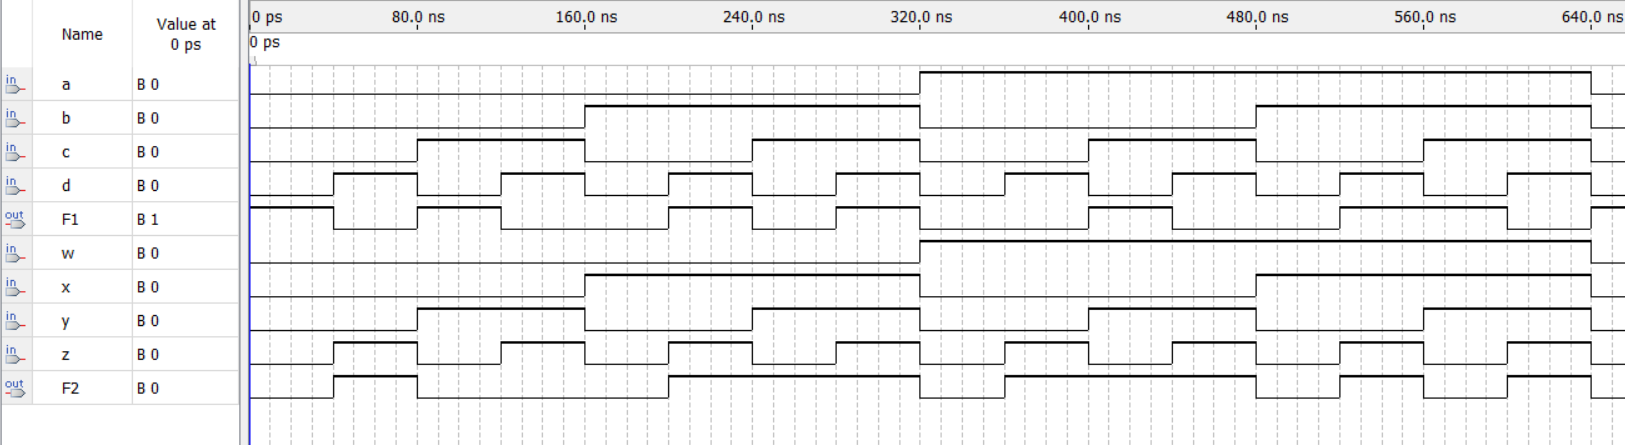 Name Value at 0 ps 0 ps 80.0 ns 160.0 ns 240.0 ns 320.0 ns 400.0 ns 480.0 ns 560.0 ns 640.0 ns
0 ps
in a B 0
in b B 0
in c B 0
in d B 0
out F1 B 1
in w B 0
in x B 0
in y B 0
in z B 0
out F2 B 0